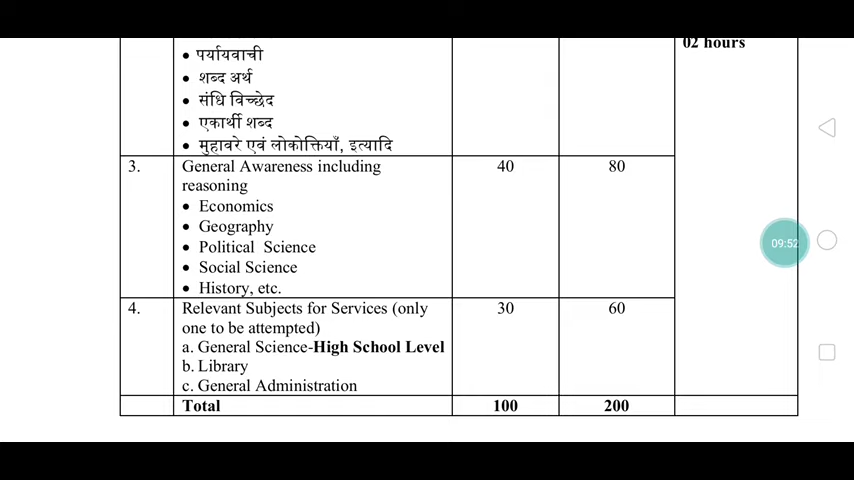 02 hours
• पर्यायवाची
• शब्द अर्थ
• संधि विच्छेद
• एकार्थी शब्द
• मुहावरे एवं लोकोक्तियाँ, इत्यादि
3. General Awareness including 40 80
reasoning
• Economics
• Geography
• Political Science
• Social Science
• History, etc.
4. Relevant Subjects for Services (only 30 60
one to be attempted)
a. General Science-High School Level
b. Library
c. General Administration
Total 100 200
09:52